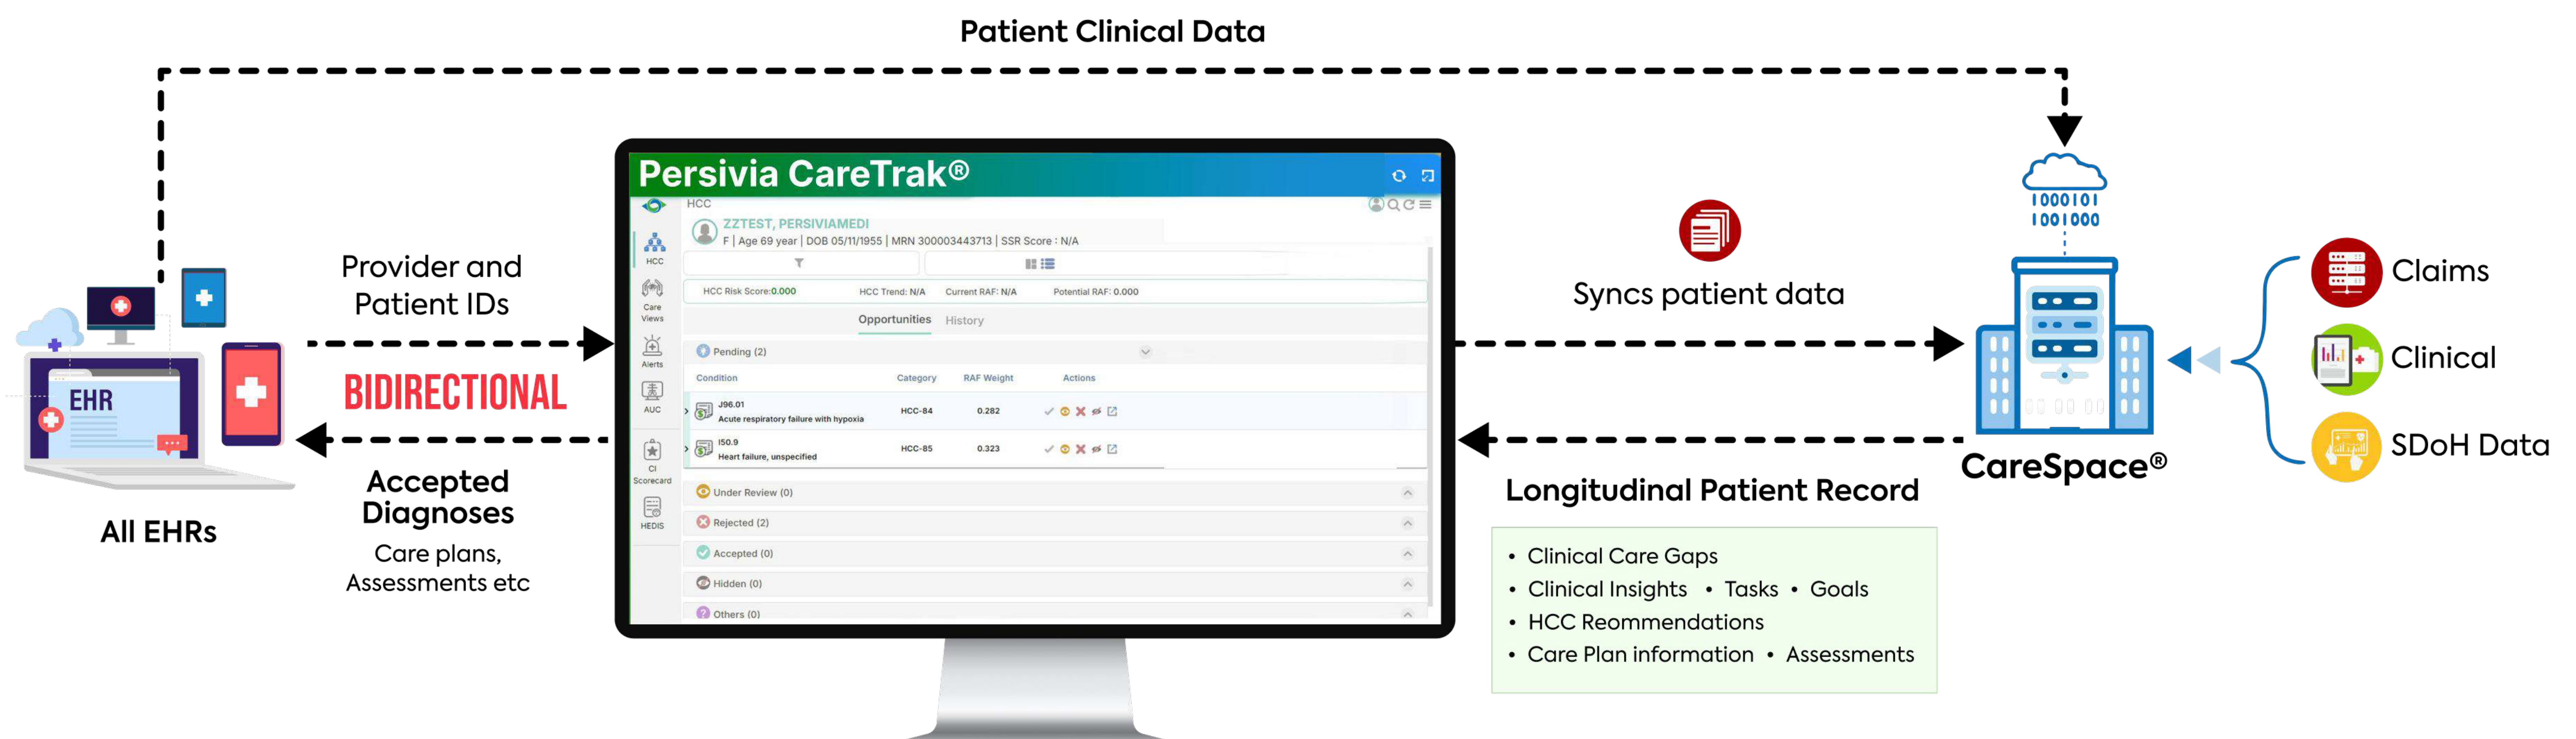 Patient Clinical Data
Provider and
Patient IDs
BIDIRECTIONAL
Accepted
Diagnoses
Care plans,
Assessments etc
EHR
All EHRs
Persivia CareTrak®
HCC
ZZTEST, PERSIVIAMEDI
F | Age 69 year | DOB 05/11/1955 | MRN 300003443713 | SSR Score : N/A
HCC
Care
Views
Alerts
AUC
CI
Scorecard
HEDIS
HCC Risk Score:0.000 HCC Trend: N/A Current RAF: N/A Potential RAF: 0.000
Opportunities History
Pending (2)
Condition Category RAF Weight Actions
J96.01
Acute respiratory failure with hypoxia HCC-84 0.282
I50.9
Heart failure, unspecified HCC-85 0.323
Under Review (0)
Rejected (2)
Accepted (0)
Hidden (0)
Others (0)
Syncs patient data
Longitudinal Patient Record
• Clinical Care Gaps
• Clinical Insights • Tasks • Goals
• HCC Reommendations
• Care Plan information • Assessments
1000101
1001000
CareSpace®
Claims
Clinical
SDoH Data